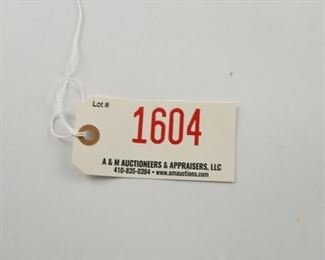 Lot #
1604
A & M AUCTIONEERS & APPRAISERS, LLC
410-835-0384 • www.amauctions.com